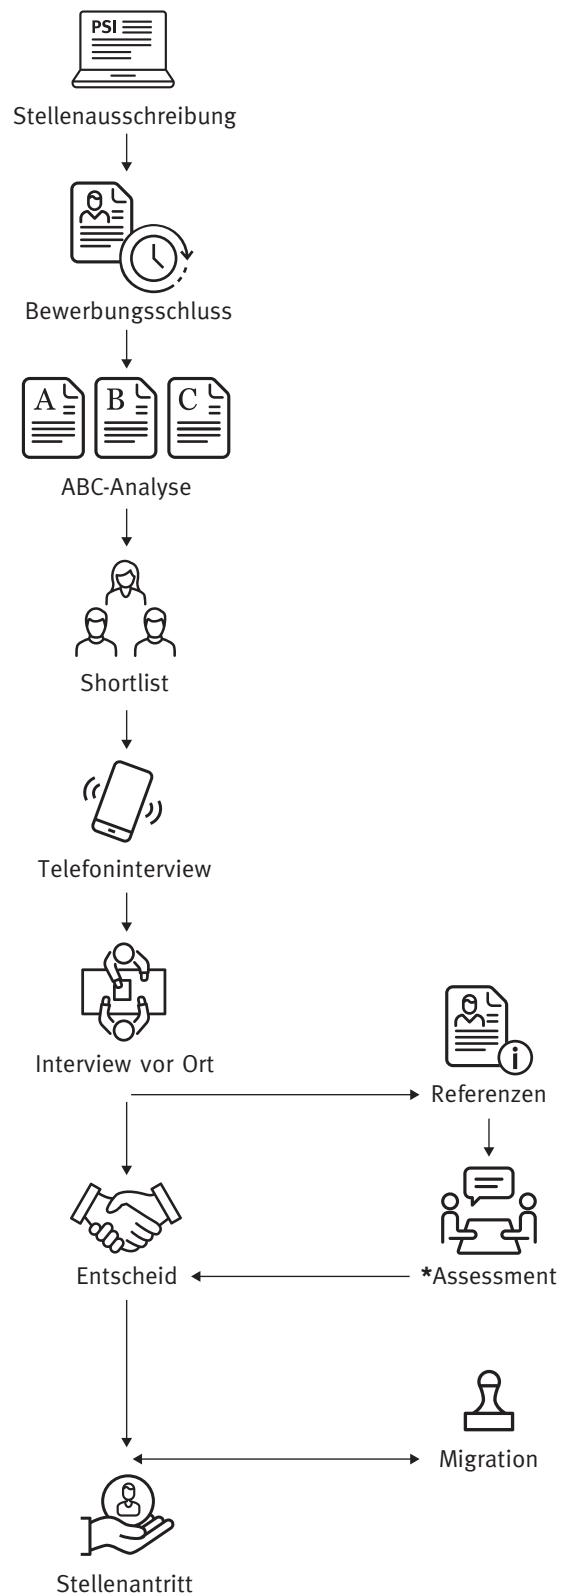 PSI
Stellenausschreibung
Bewerbungsschluss
A B C
ABC-Analyse
Shortlist
Telefoninterview
Interview vor Ort
Referenzen
Entscheid
*Assessment
Migration
Stellenantritt